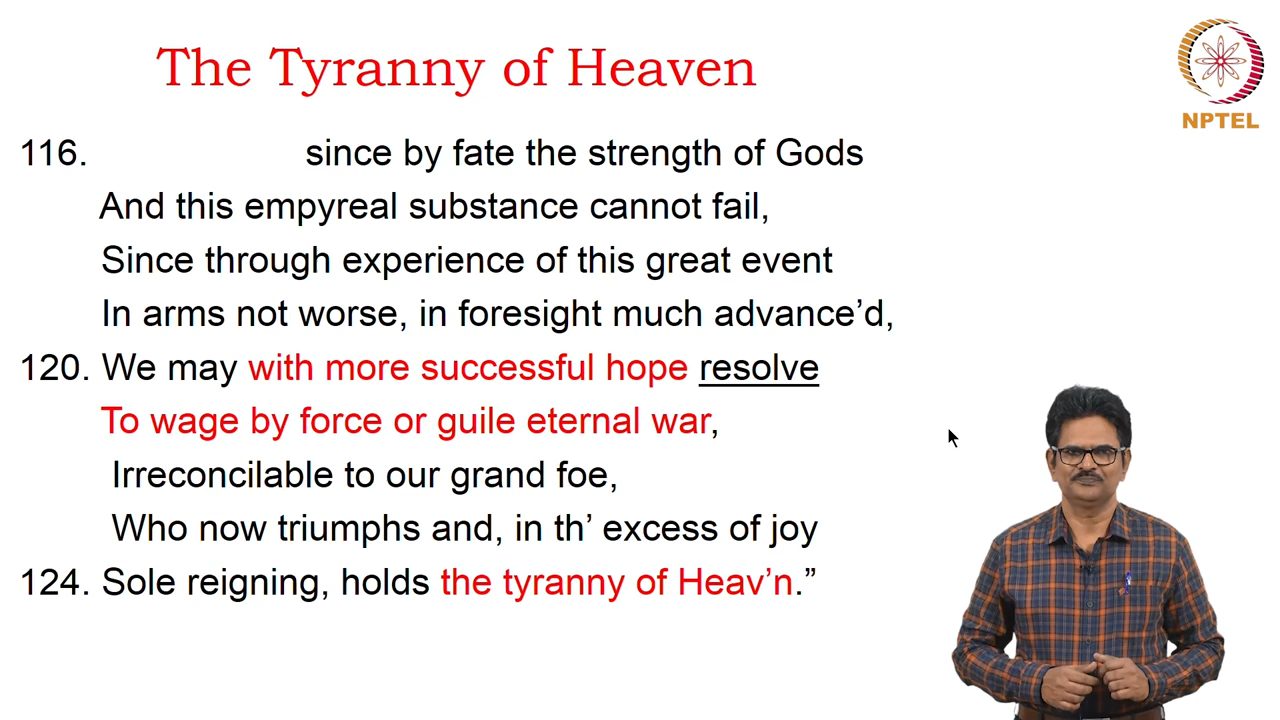 The Tyranny of Heaven
NPTEL
116. since by fate the strength of Gods
And this empyreal substance cannot fail,
Since through experience of this great event
In arms not worse, in foresight much advance’d,
120. We may with more successful hope resolve
To wage by force or guile eternal war,
Irreconcilable to our grand foe,
Who now triumphs and, in th’ excess of joy
124. Sole reigning, holds the tyranny of Heav’n.”